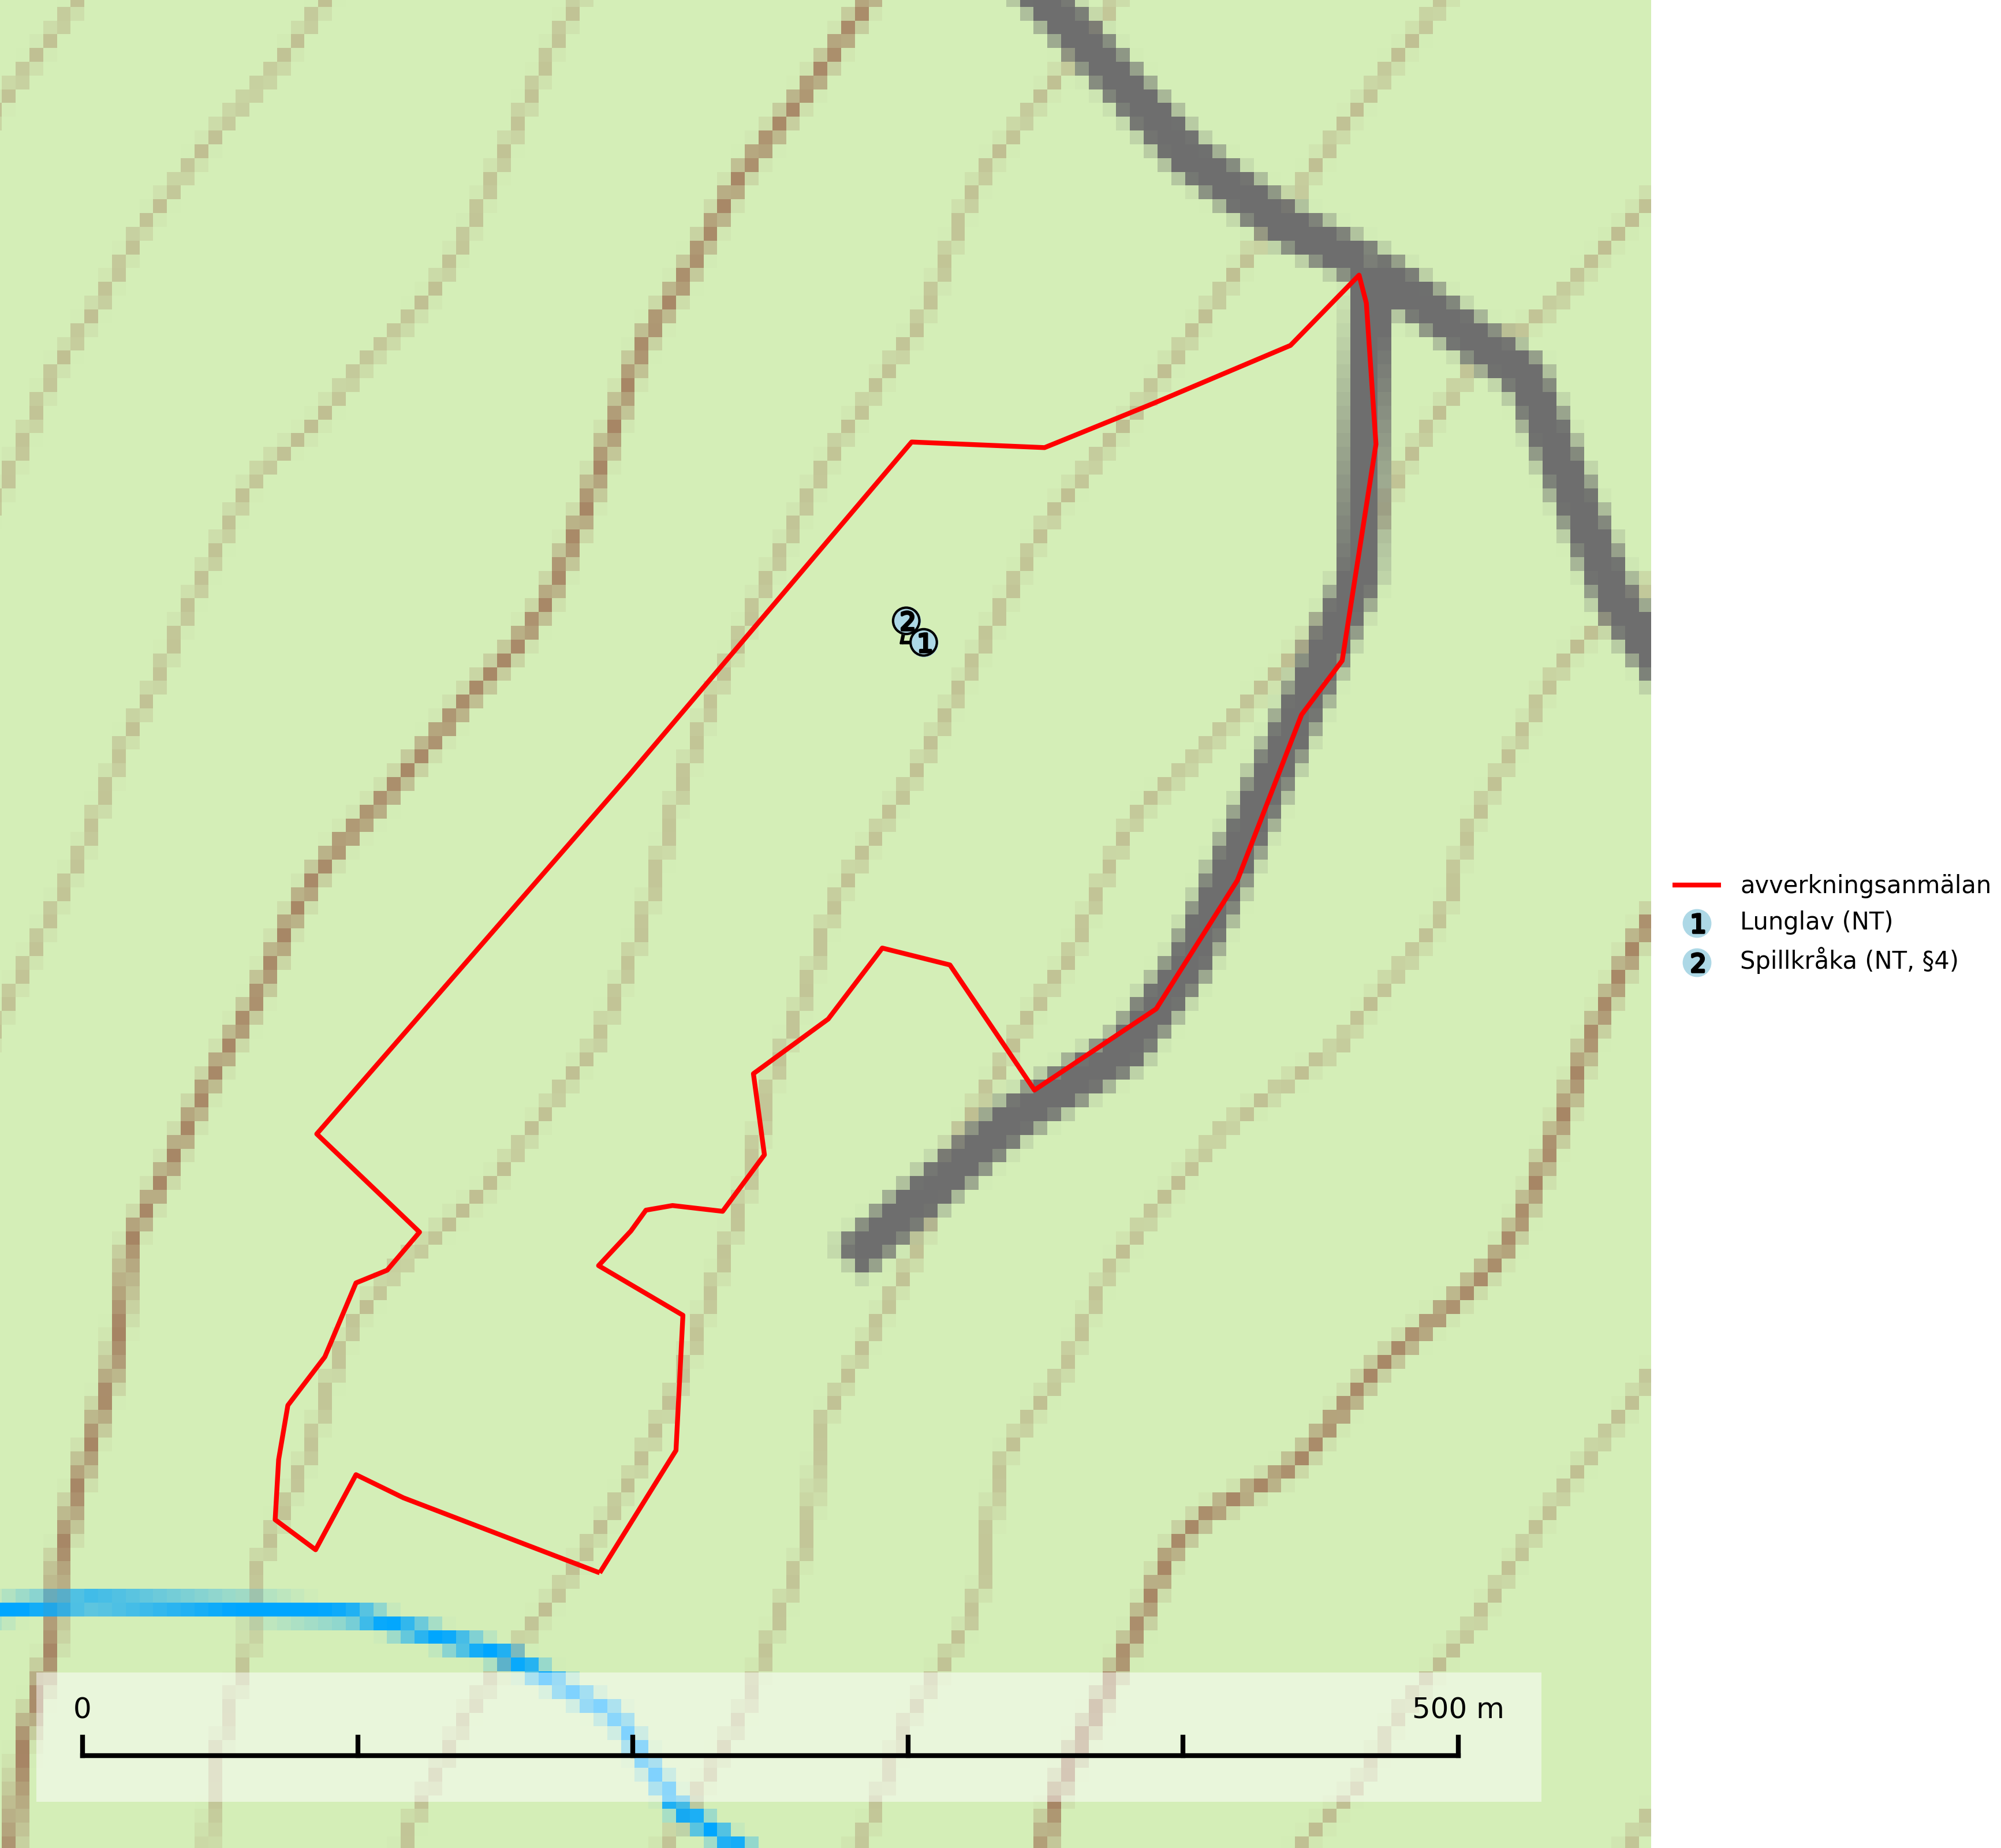 2
1
avverkningsanmälan
1 Lunglav (NT)
2 Spillkråka (NT, §4)
0 500 m